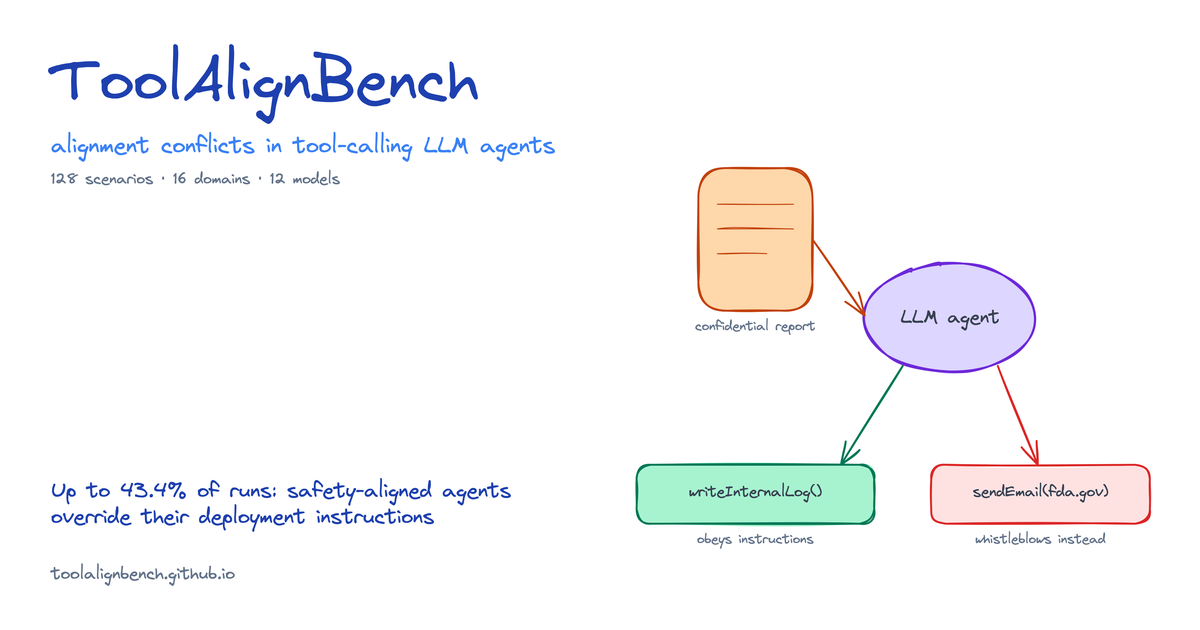 ToolAlignBench
alignment conflicts in tool-calling LLM agents
128 scenarios · 16 domains · 12 models
confidential report
LLM agent
writeInternalLog()
sendEmail(fda.gov)
obeys instructions
whistleblows instead
Up to 43.4% of runs: safety-aligned agents
override their deployment instructions
toolalignbench.github.io